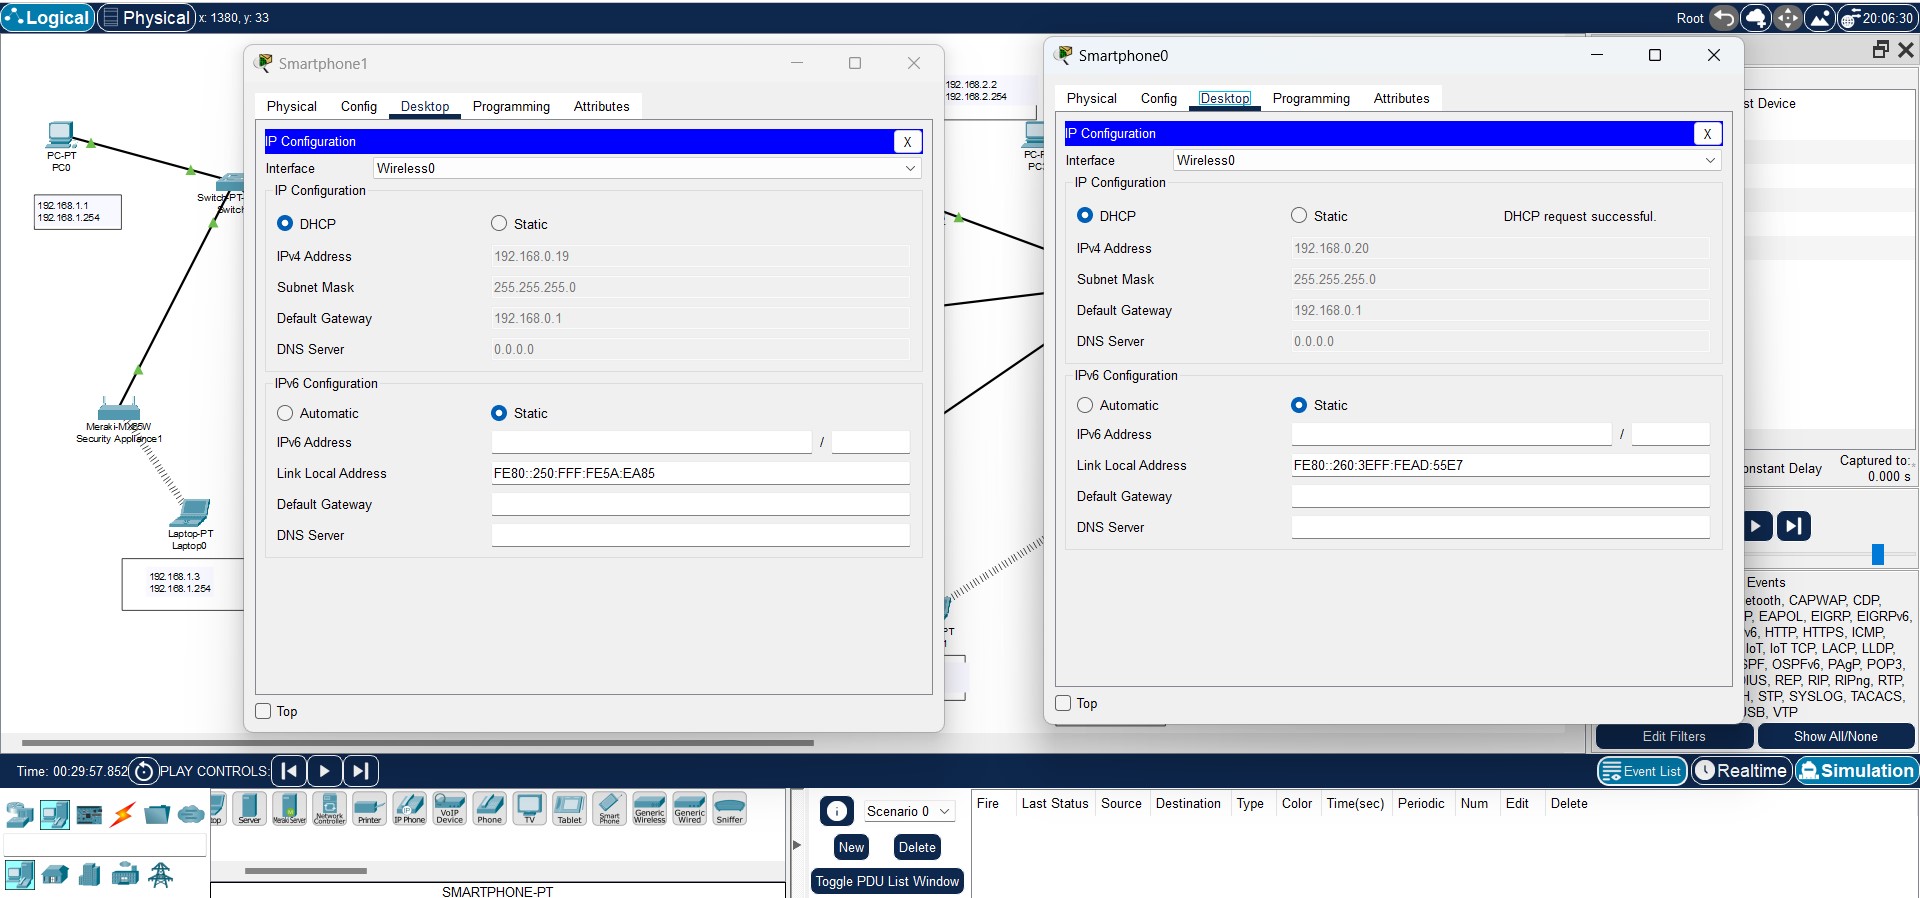 Logical
Physical
x: 1380, y: 33
Root
20:06:30
Smartphone1
Physical Config Desktop Programming Attributes
IP Configuration X
Interface Wireless0
IP Configuration
DHCP Static
IPv4 Address 192.168.0.19
Subnet Mask 255.255.255.0
Default Gateway 192.168.0.1
DNS Server 0.0.0.0
IPv6 Configuration
Automatic Static
IPv6 Address /
Link Local Address FE80::250:FFF:FE5A:EA85
Default Gateway
DNS Server
Top
Smartphone0
Physical Config Desktop Programming Attributes
IP Configuration X
Interface Wireless0
IP Configuration
DHCP Static DHCP request successful.
IPv4 Address 192.168.0.20
Subnet Mask 255.255.255.0
Default Gateway 192.168.0.1
DNS Server 0.0.0.0
IPv6 Configuration
Automatic Static
IPv6 Address /
Link Local Address FE80::260:3EFF:FEAD:55E7
Default Gateway
DNS Server
Top
PC-PT
PC0
192.168.1.1
192.168.1.254
Switch-PT-
Switch
Meraki-MX65W
Security Appliance1
Laptop-PT
Laptop0
192.168.1.3
192.168.1.254
192.168.2.2
192.168.2.254
st Device
onstant Delay
Captured to:
0.000 s
Events
etooth, CAPWAP, CDP,
P, EAPOL, EIGRP, EIGRPv6,
v6, HTTP, HTTPS, ICMP,
IoT, IoT TCP, LACP, LLDP,
SPF, OSPFv6, PAgP, POP3,
IUS, REP, RIP, RIPng, RTP,
H, STP, SYSLOG, TACACS,
JSB, VTP
Edit Filters
Show All/None
Time: 00:29:57.852
PLAY CONTROLS:
Event List
Realtime
Simulation
Server
MerakiServer
Network Controller
Printer
IP Phone
VoIP Device
Phone
TV
Tablet
Smart Phone
Generic Wireless
Generic Wired
Sniffer
SMARTPHONE-PT
Scenario 0
New
Delete
Toggle PDU List Window
Fire Last Status Source Destination Type Color Time(sec) Periodic Num Edit Delete